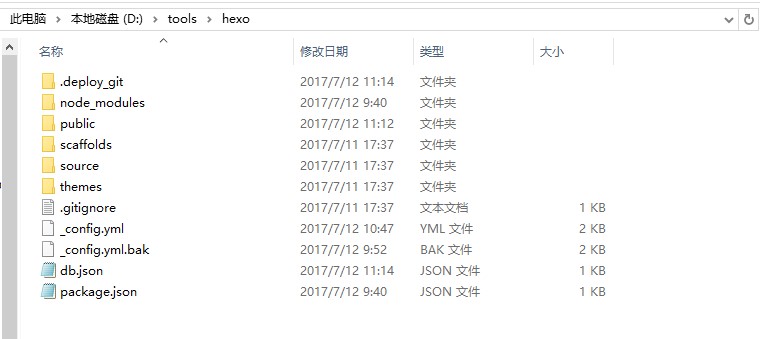 此电脑 > 本地磁盘 (D:) > tools > hexo
名称 修改日期 类型 大小
.deploy_git 2017/7/12 11:14 文件夹
node_modules 2017/7/12 9:40 文件夹
public 2017/7/12 11:12 文件夹
scaffolds 2017/7/11 17:37 文件夹
source 2017/7/11 17:37 文件夹
themes 2017/7/11 17:37 文件夹
.gitignore 2017/7/11 17:37 文本文档 1 KB
_config.yml 2017/7/12 10:47 YML 文件 2 KB
_config.yml.bak 2017/7/12 9:52 BAK 文件 2 KB
db.json 2017/7/12 11:14 JSON 文件 1 KB
package.json 2017/7/12 9:40 JSON 文件 1 KB